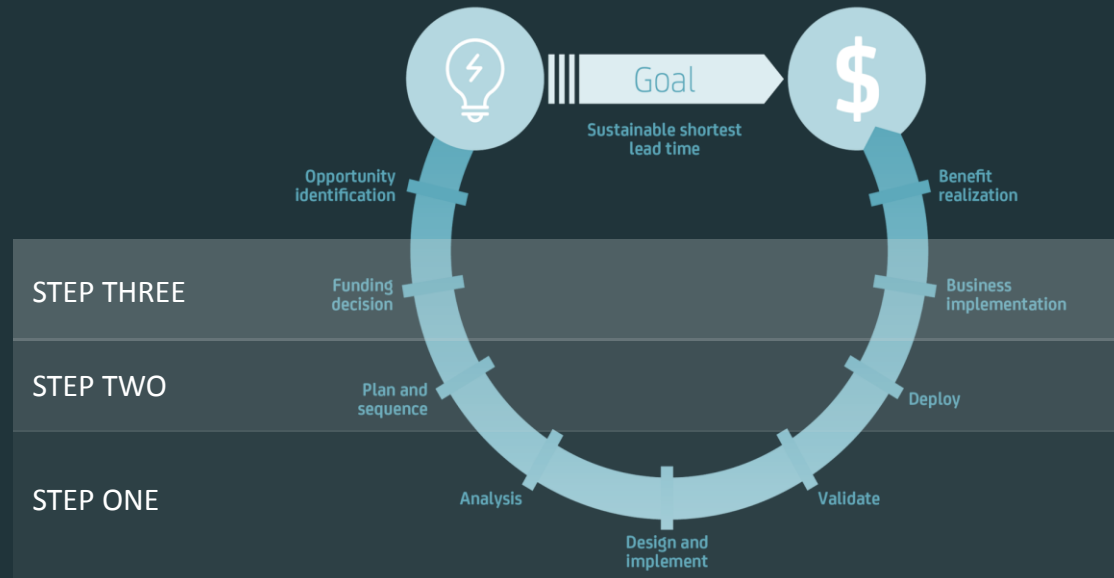 $
Goal
Sustainable shortest
lead time
Opportunity
identification
Benefit
realization
STEP THREE
Funding
decision
Business
implementation
STEP TWO
Plan and
sequence
Deploy
STEP ONE
Analysis
Validate
Design and
implement